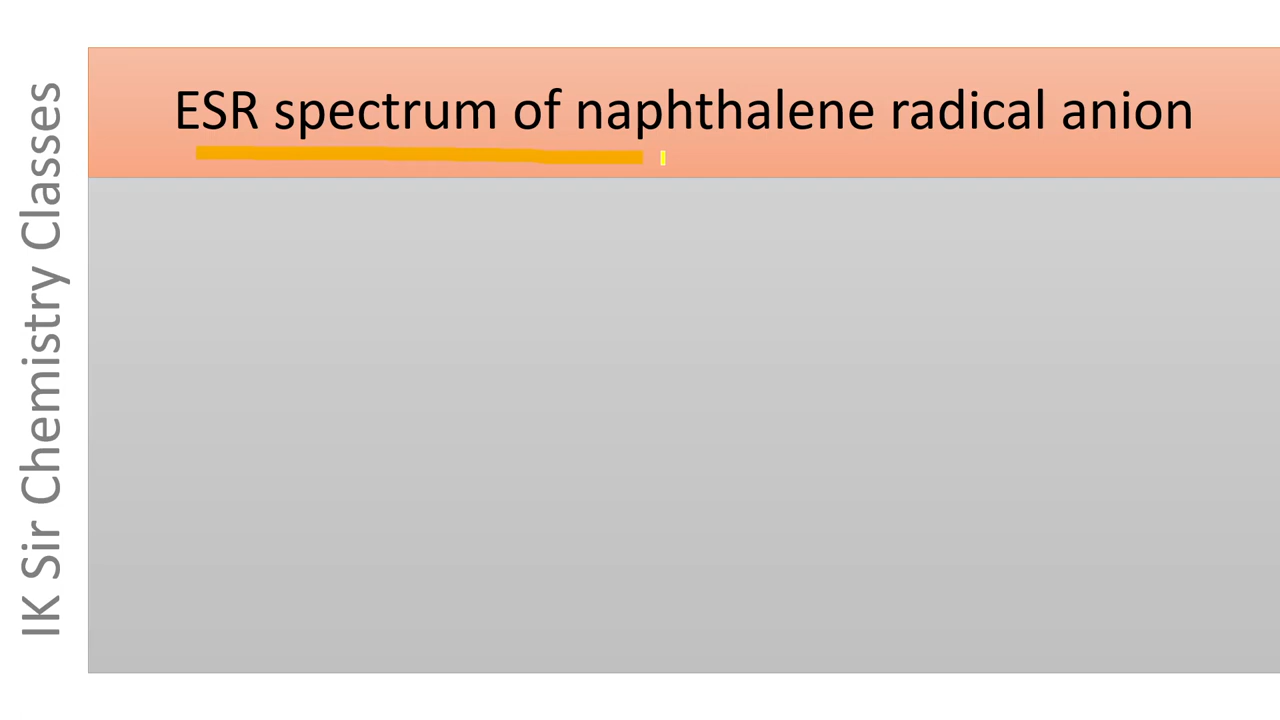 ESR spectrum of naphthalene radical anion
IK Sir Chemistry Classes